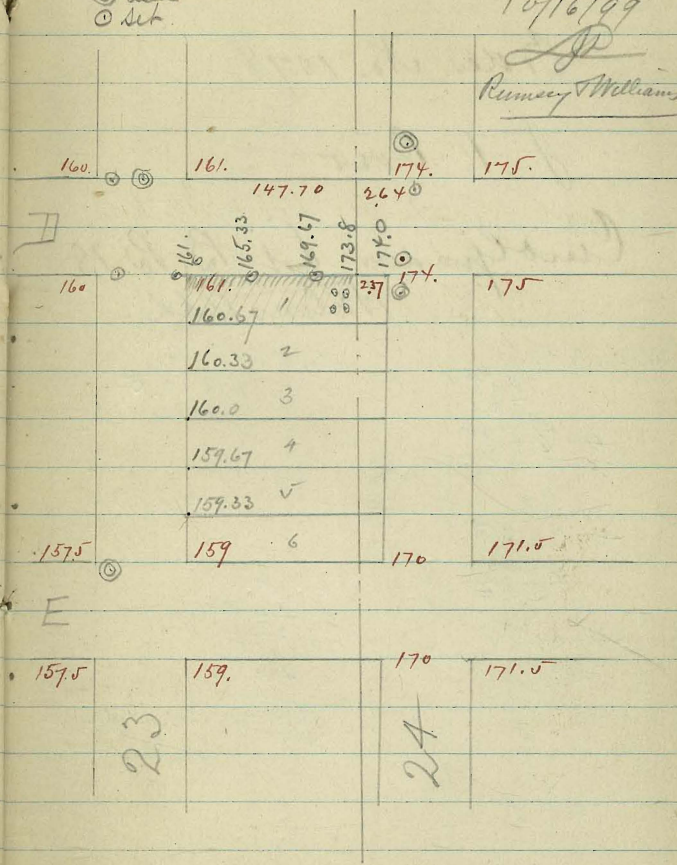 ⊙ Set
10/16/99
Rumsey & Williams
160. 161. 174. 175.
147.70 264
D
161. 165.33 169.67 173.8 174.0
6
160 161. 237 174. 175
160.67 1
160.33 2
160.0 3
159.67 4
159.33 5
157.5 159 6 170 171.5
E
157.5 159. 170 171.5
23 24